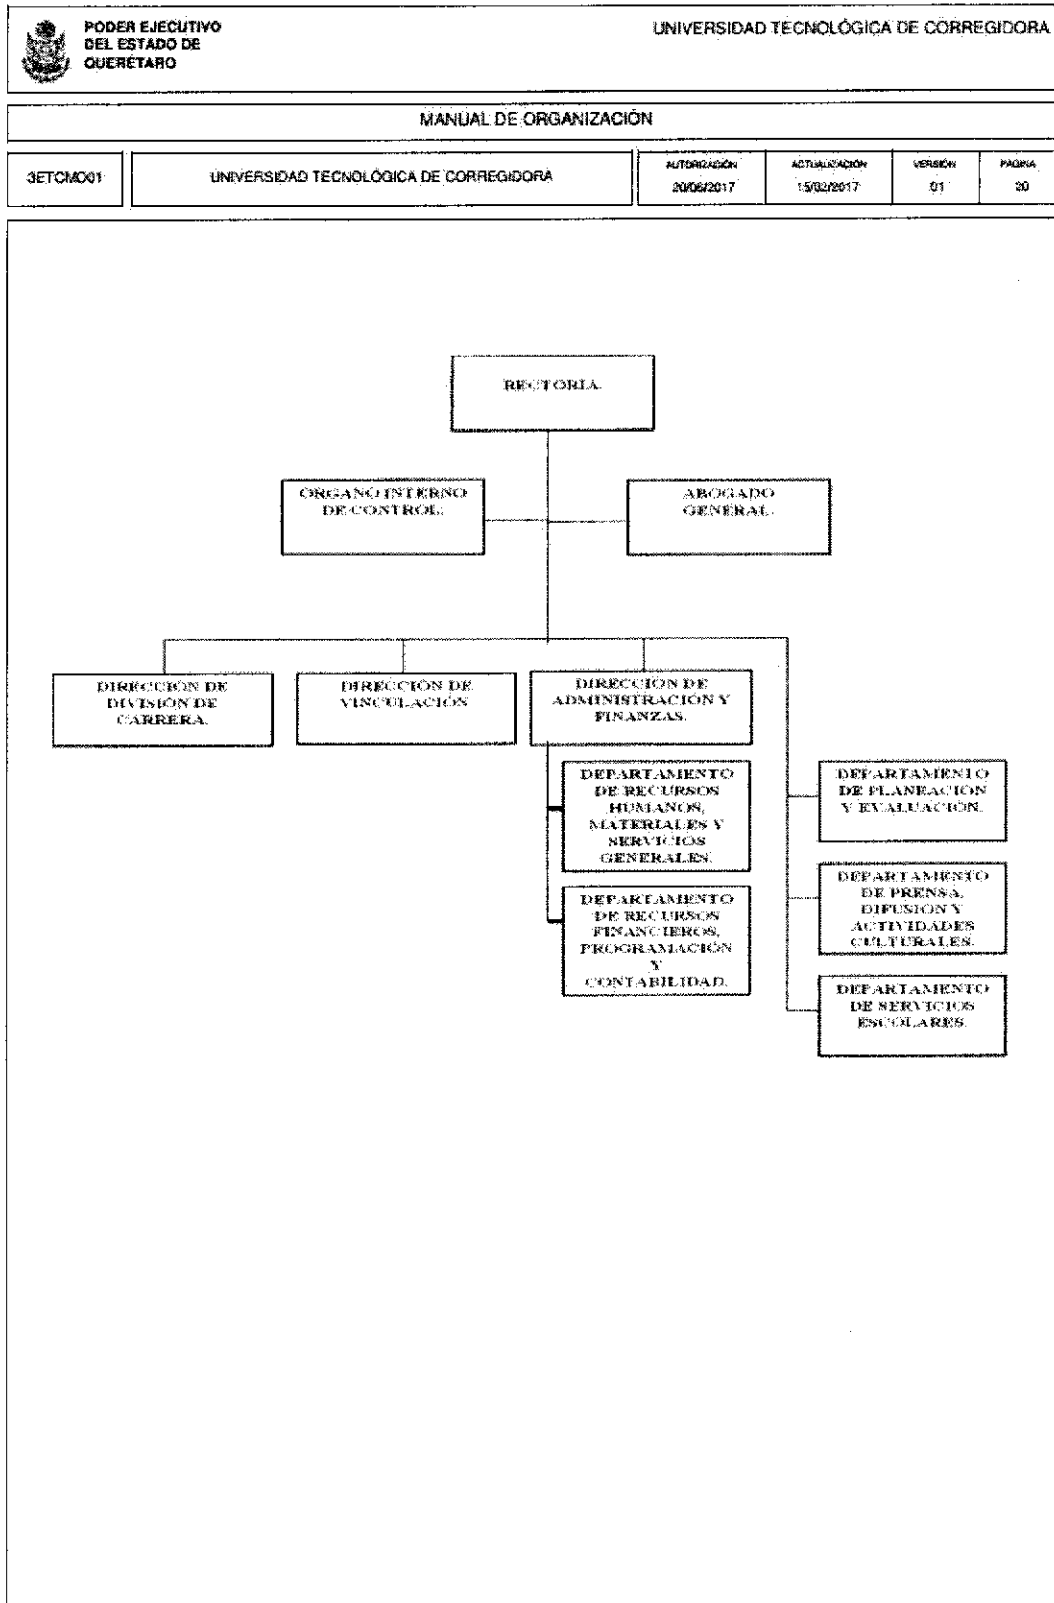 PODER EJECUTIVO
DEL ESTADO DE
QUERÉTARO
UNIVERSIDAD TECNOLÓGICA DE CORREGIDORA
MANUAL DE ORGANIZACIÓN
3ETCMO01
UNIVERSIDAD TECNOLÓGICA DE CORREGIDORA
AUTORIZACIÓN
20/06/2017
ACTUALIZACIÓN
15/02/2017
VERSIÓN
01
PÁGINA
20
RECTORIA.
ORGANO INTERNO
DE CONTROL.
ABOGADO
GENERAL.
DIRECCIÓN DE
DIVISIÓN DE
CARRERA.
DIRECCIÓN DE
VINCULACIÓN
DIRECCIÓN DE
ADMINISTRACIÓN Y
FINANZAS.
DEPARTAMENTO
DE RECURSOS
HUMANOS,
MATERIALES Y
SERVICIOS
GENERALES.
DEPARTAMENTO
DE RECURSOS
FINANCIEROS,
PROGRAMACIÓN
Y
CONTABILIDAD.
DEPARTAMENTO
DE PLANEACIÓN
Y EVALUACIÓN.
DEPARTAMENTO
DE PRENSA,
DIFUSIÓN Y
ACTIVIDADES
CULTURALES.
DEPARTAMENTO
DE SERVICIOS
ESCOLARES.